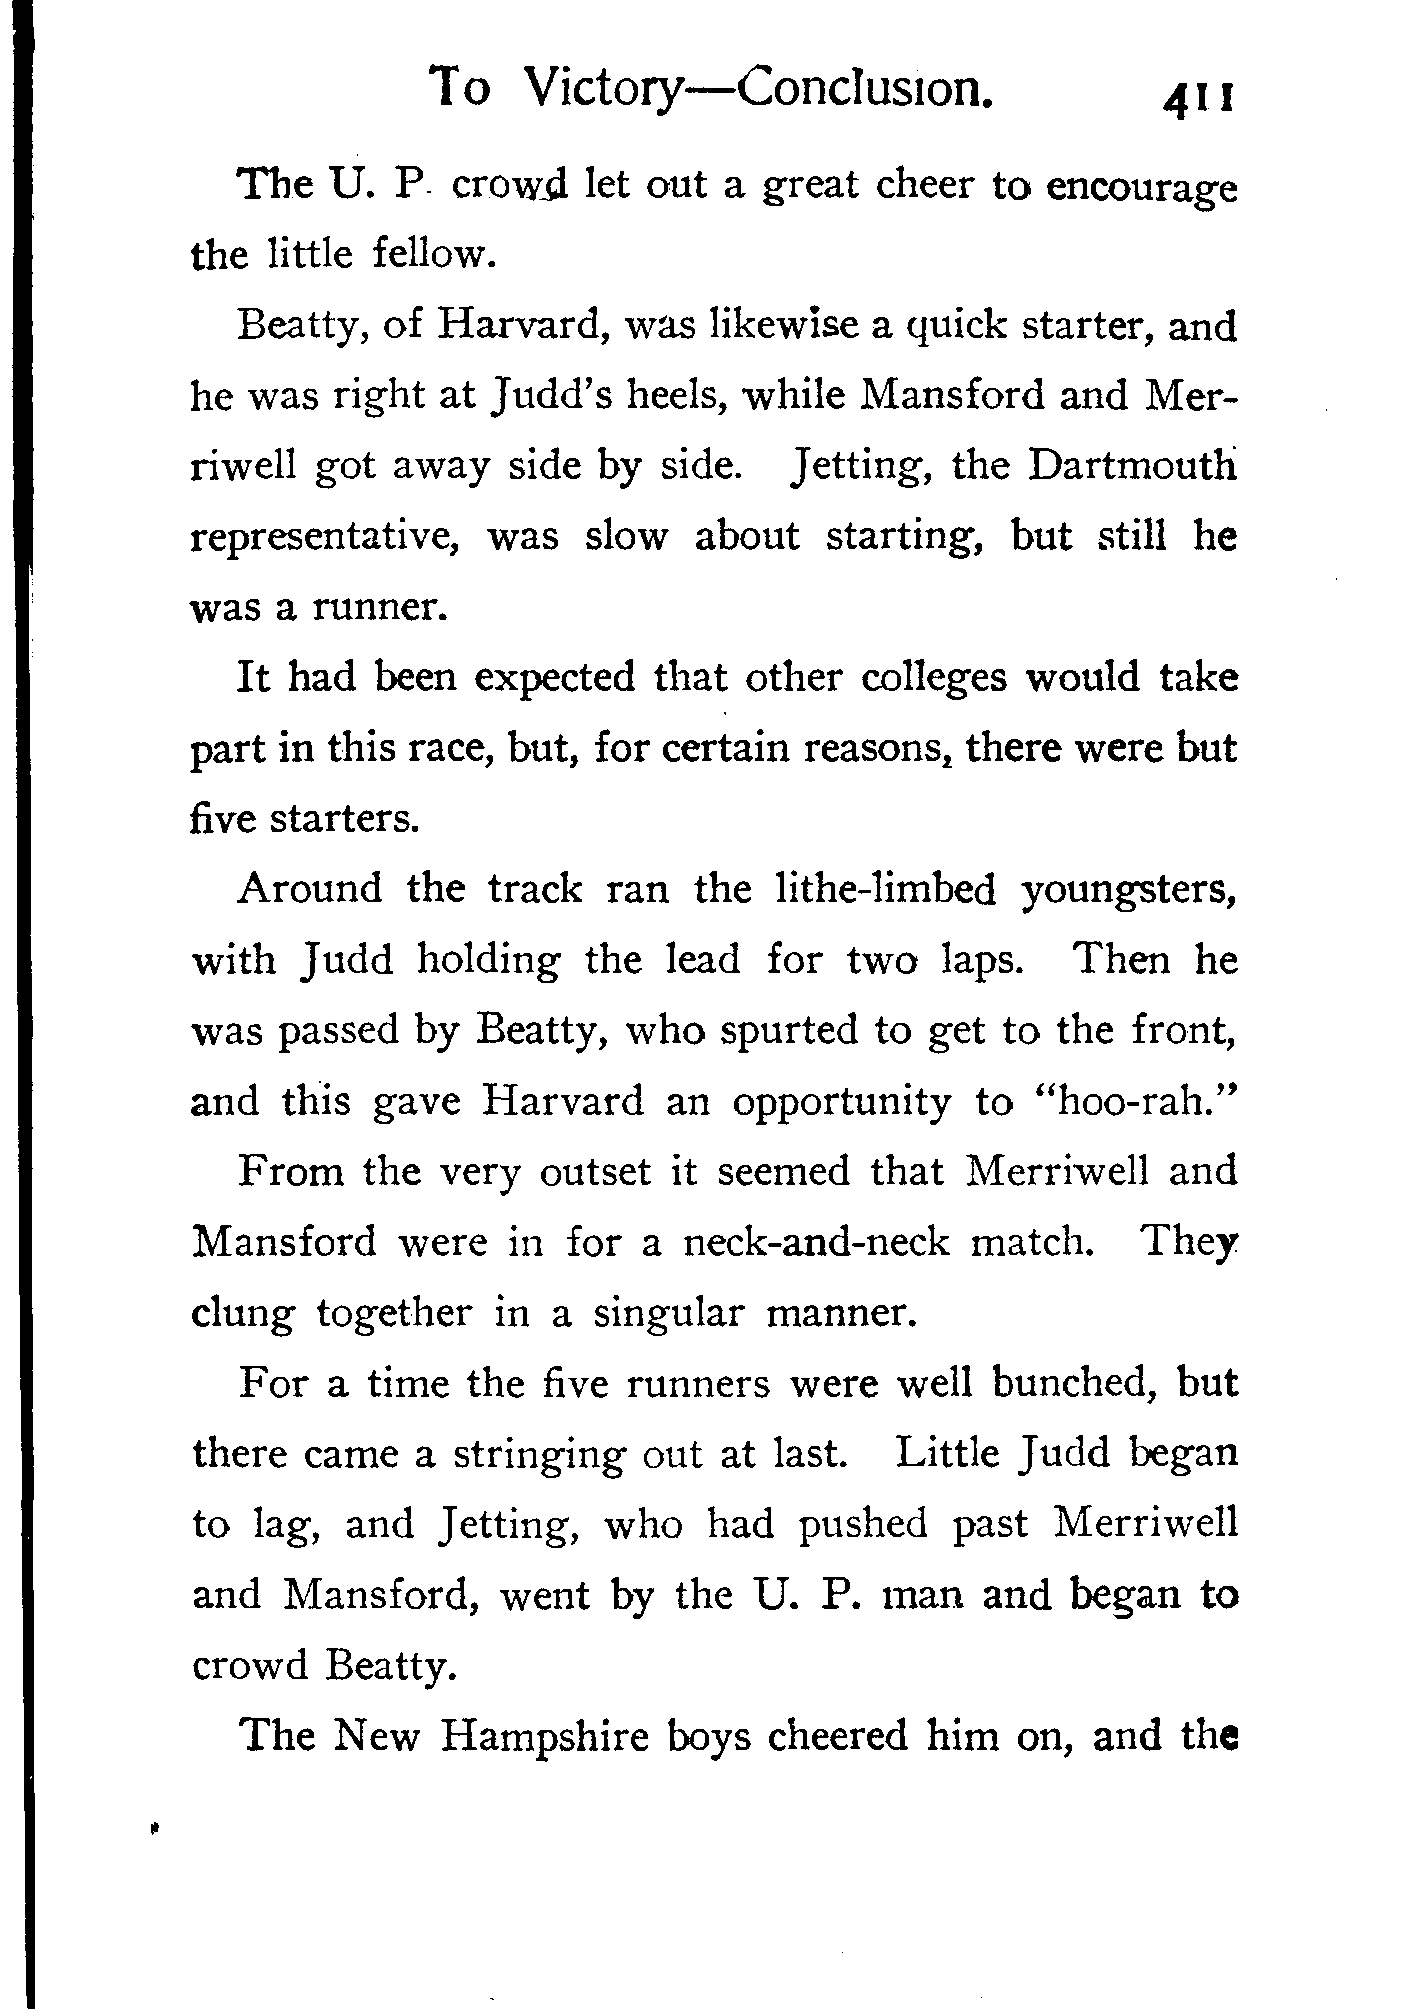 To Victory—Conclusion. 411
The U. P. crowd let out a great cheer to encourage
the little fellow.
Beatty, of Harvard, was likewise a quick starter, and
he was right at Judd's heels, while Mansford and Mer-
riwell got away side by side. Jetting, the Dartmouth
representative, was slow about starting, but still he
was a runner.
It had been expected that other colleges would take
part in this race, but, for certain reasons, there were but
five starters.
Around the track ran the lithe-limbed youngsters,
with Judd holding the lead for two laps. Then he
was passed by Beatty, who spurted to get to the front,
and this gave Harvard an opportunity to "hoo-rah."
From the very outset it seemed that Merriwell and
Mansford were in for a neck-and-neck match. They
clung together in a singular manner.
For a time the five runners were well bunched, but
there came a stringing out at last. Little Judd began
to lag, and Jetting, who had pushed past Merriwell
and Mansford, went by the U. P. man and began to
crowd Beatty.
The New Hampshire boys cheered him on, and the